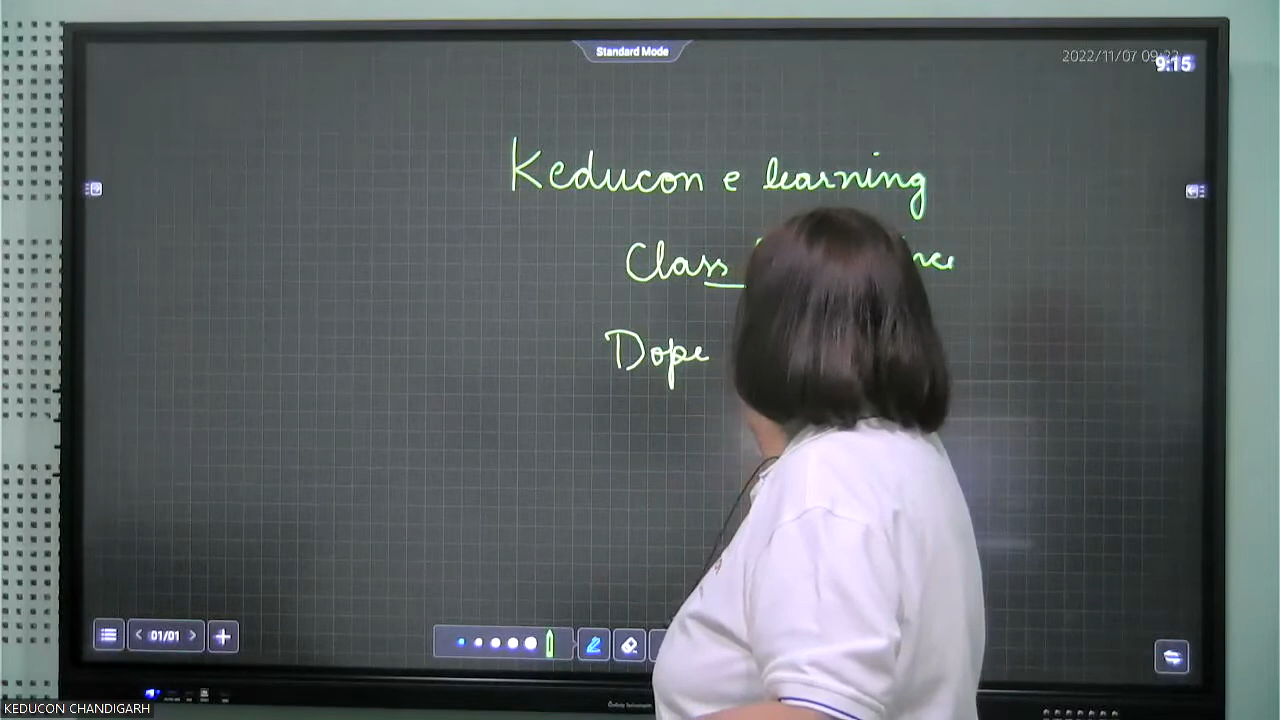 Standard Mode
2022/11/07
9:15
Keducon e learning
Class
Dope
01/01
KEDUCON CHANDIGARH